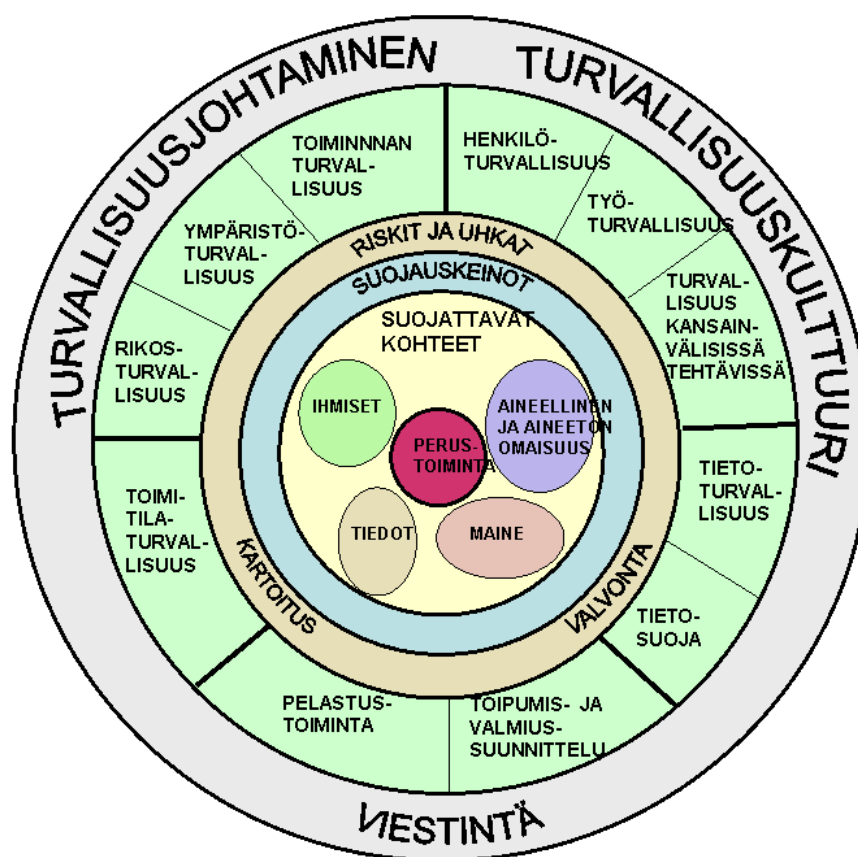 TURVALLISUUSJOHTAMINEN
TURVALLISUUSKULTTUURI
VIESTINTÄ
TOIMINNNAN
TURVAL-
LISUUS
HENKILÖ-
TURVALLISUUS
TYÖ-
TURVALLISUUS
TURVAL-
LISUUS
KANSAIN-
VÄLISISSÄ
TEHTÄVISSÄ
TIETO-
TURVAL-
LISUUS
TIETO-
SUOJA
TOIPUMIS- JA
VALMIUS-
SUUNNITTELU
PELASTUS-
TOIMINTA
TOIMI-
TILA-
TURVAL-
LISUUS
RIKOS-
TURVAL-
LISUUS
YMPÄRISTÖ-
TURVAL-
LISUUS
RISKIT JA UHKAT
VALVONTA
KARTOITUS
SUOJAUSKEINOT
SUOJATTAVAT
KOHTEET
IHMISET
AINEELLINEN
JA AINEETON
OMAISUUS
PERUS-
TOIMINTA
TIEDOT
MAINE